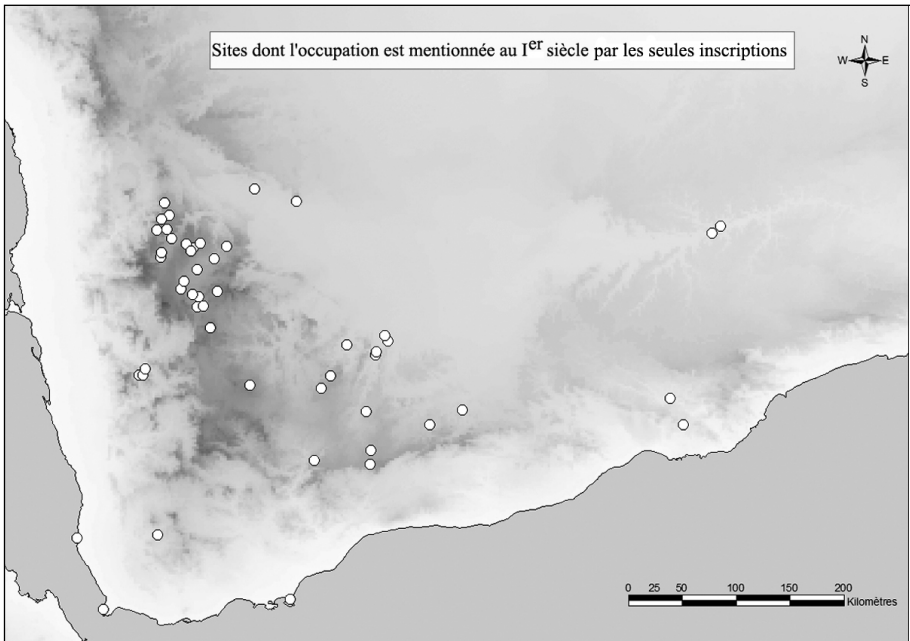 Sites dont l'occupation est mentionnée au Ier siècle par les seules inscriptions
N
W E
S
0 25 50 100 150 200
Kilomètres